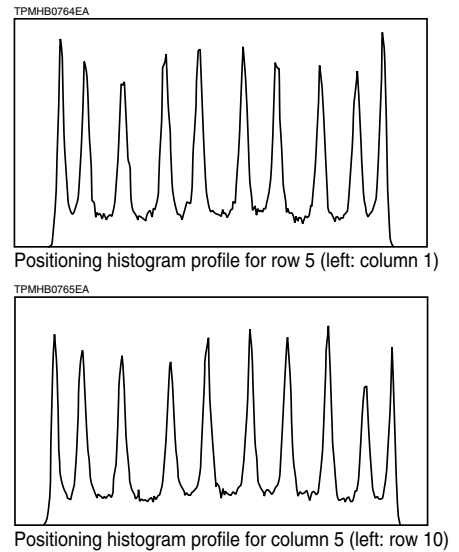 TPMHB0764EA
Positioning histogram profile for row 5 (left: column 1)
TPMHB0765EA
Positioning histogram profile for column 5 (left: row 10)